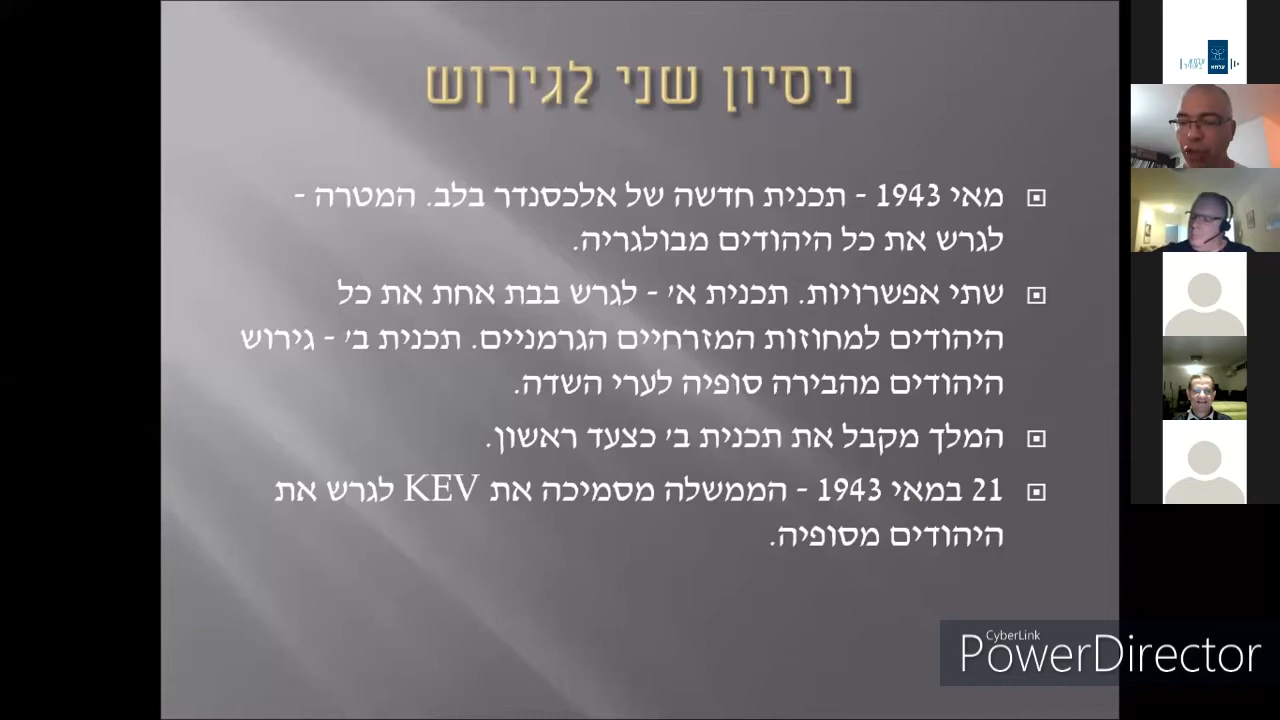 ניסיון שני לגירוש
מאי 1943 - תכנית חדשה של אלכסנדר בלב. המטרה -
לגרש את כל היהודים מבולגריה.
שתי אפשרויות. תכנית א' - לגרש בבת אחת את כל
היהודים למחוזות המזרחיים הגרמניים. תכנית ב' - גירוש
היהודים מהבירה סופיה לערי השדה.
המלך מקבל את תכנית ב' כצעד ראשון.
21 במאי 1943 - הממשלה מסמיכה את KEV לגרש את
היהודים מסופיה.
CyberLink
PowerDirector